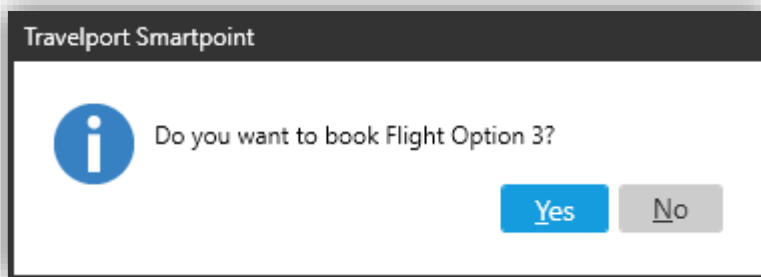 Travelport Smartpoint
Do you want to book Flight Option 3?
Yes No